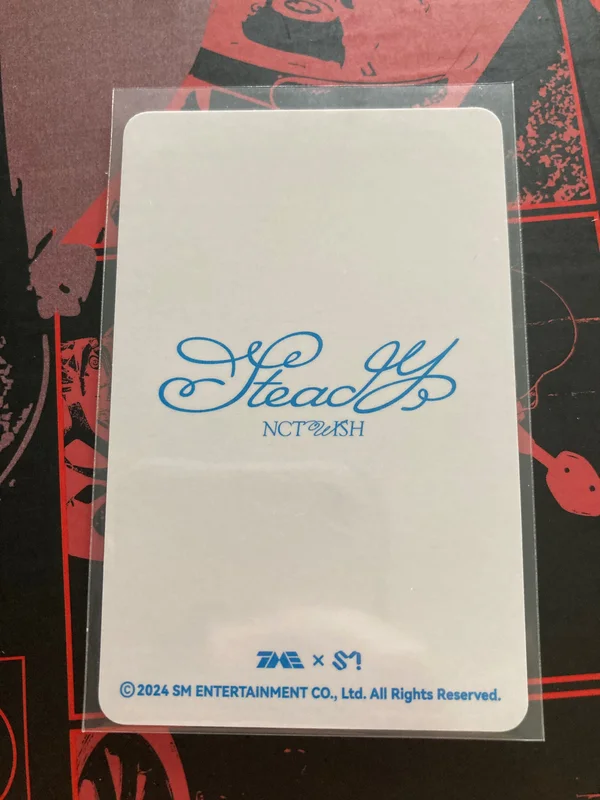 Steady
NCT WISH
TME × SM!
©2024 SM ENTERTAINMENT CO., Ltd. All Rights Reserved.